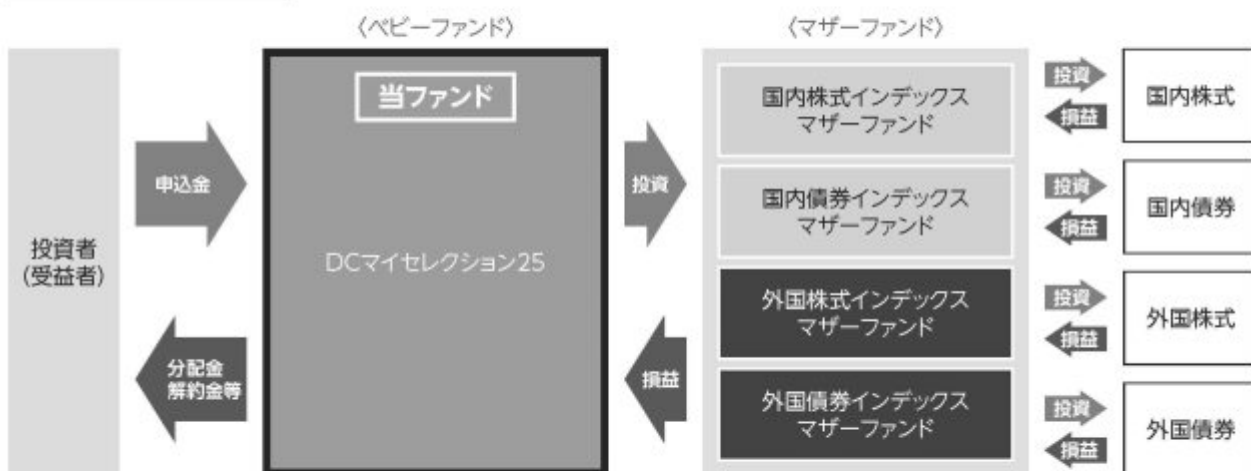 〈ベビーファンド〉
〈マザーファンド〉
投資者
(受益者)
申込金
分配金
解約金等
当ファンド
DCマイセレクション25
投資
損益
国内株式インデックス
マザーファンド
投資
損益
国内株式
国内債券インデックス
マザーファンド
投資
損益
国内債券
外国株式インデックス
マザーファンド
投資
損益
外国株式
外国債券インデックス
マザーファンド
投資
損益
外国債券